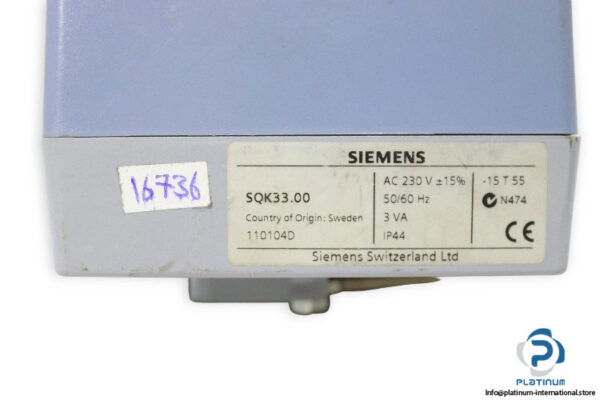 16736
SIEMENS
SQK33.00
Country of Origin: Sweden
110104D
AC 230 V ±15%
50/60 Hz
3 VA
IP44
-15 T 55
N474
CE
Siemens Switzerland Ltd
PLATINUM
Info@platinum-international.store